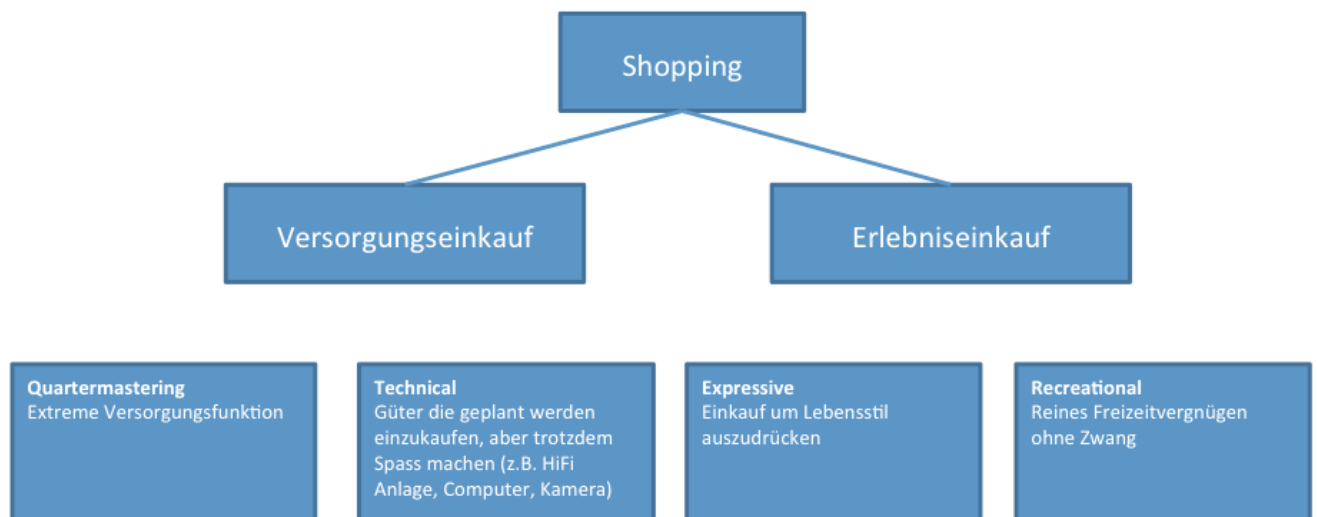 Shopping
Versorgungseinkauf
Erlebniseinkauf
Quartermastering
Extreme Versorgungsfunktion
Technical
Güter die geplant werden
einzukaufen, aber trotzdem
Spass machen (z.B. HiFi
Anlage, Computer, Kamera)
Expressive
Einkauf um Lebensstil
auszudrücken
Recreational
Reines Freizeitvergnügen
ohne Zwang